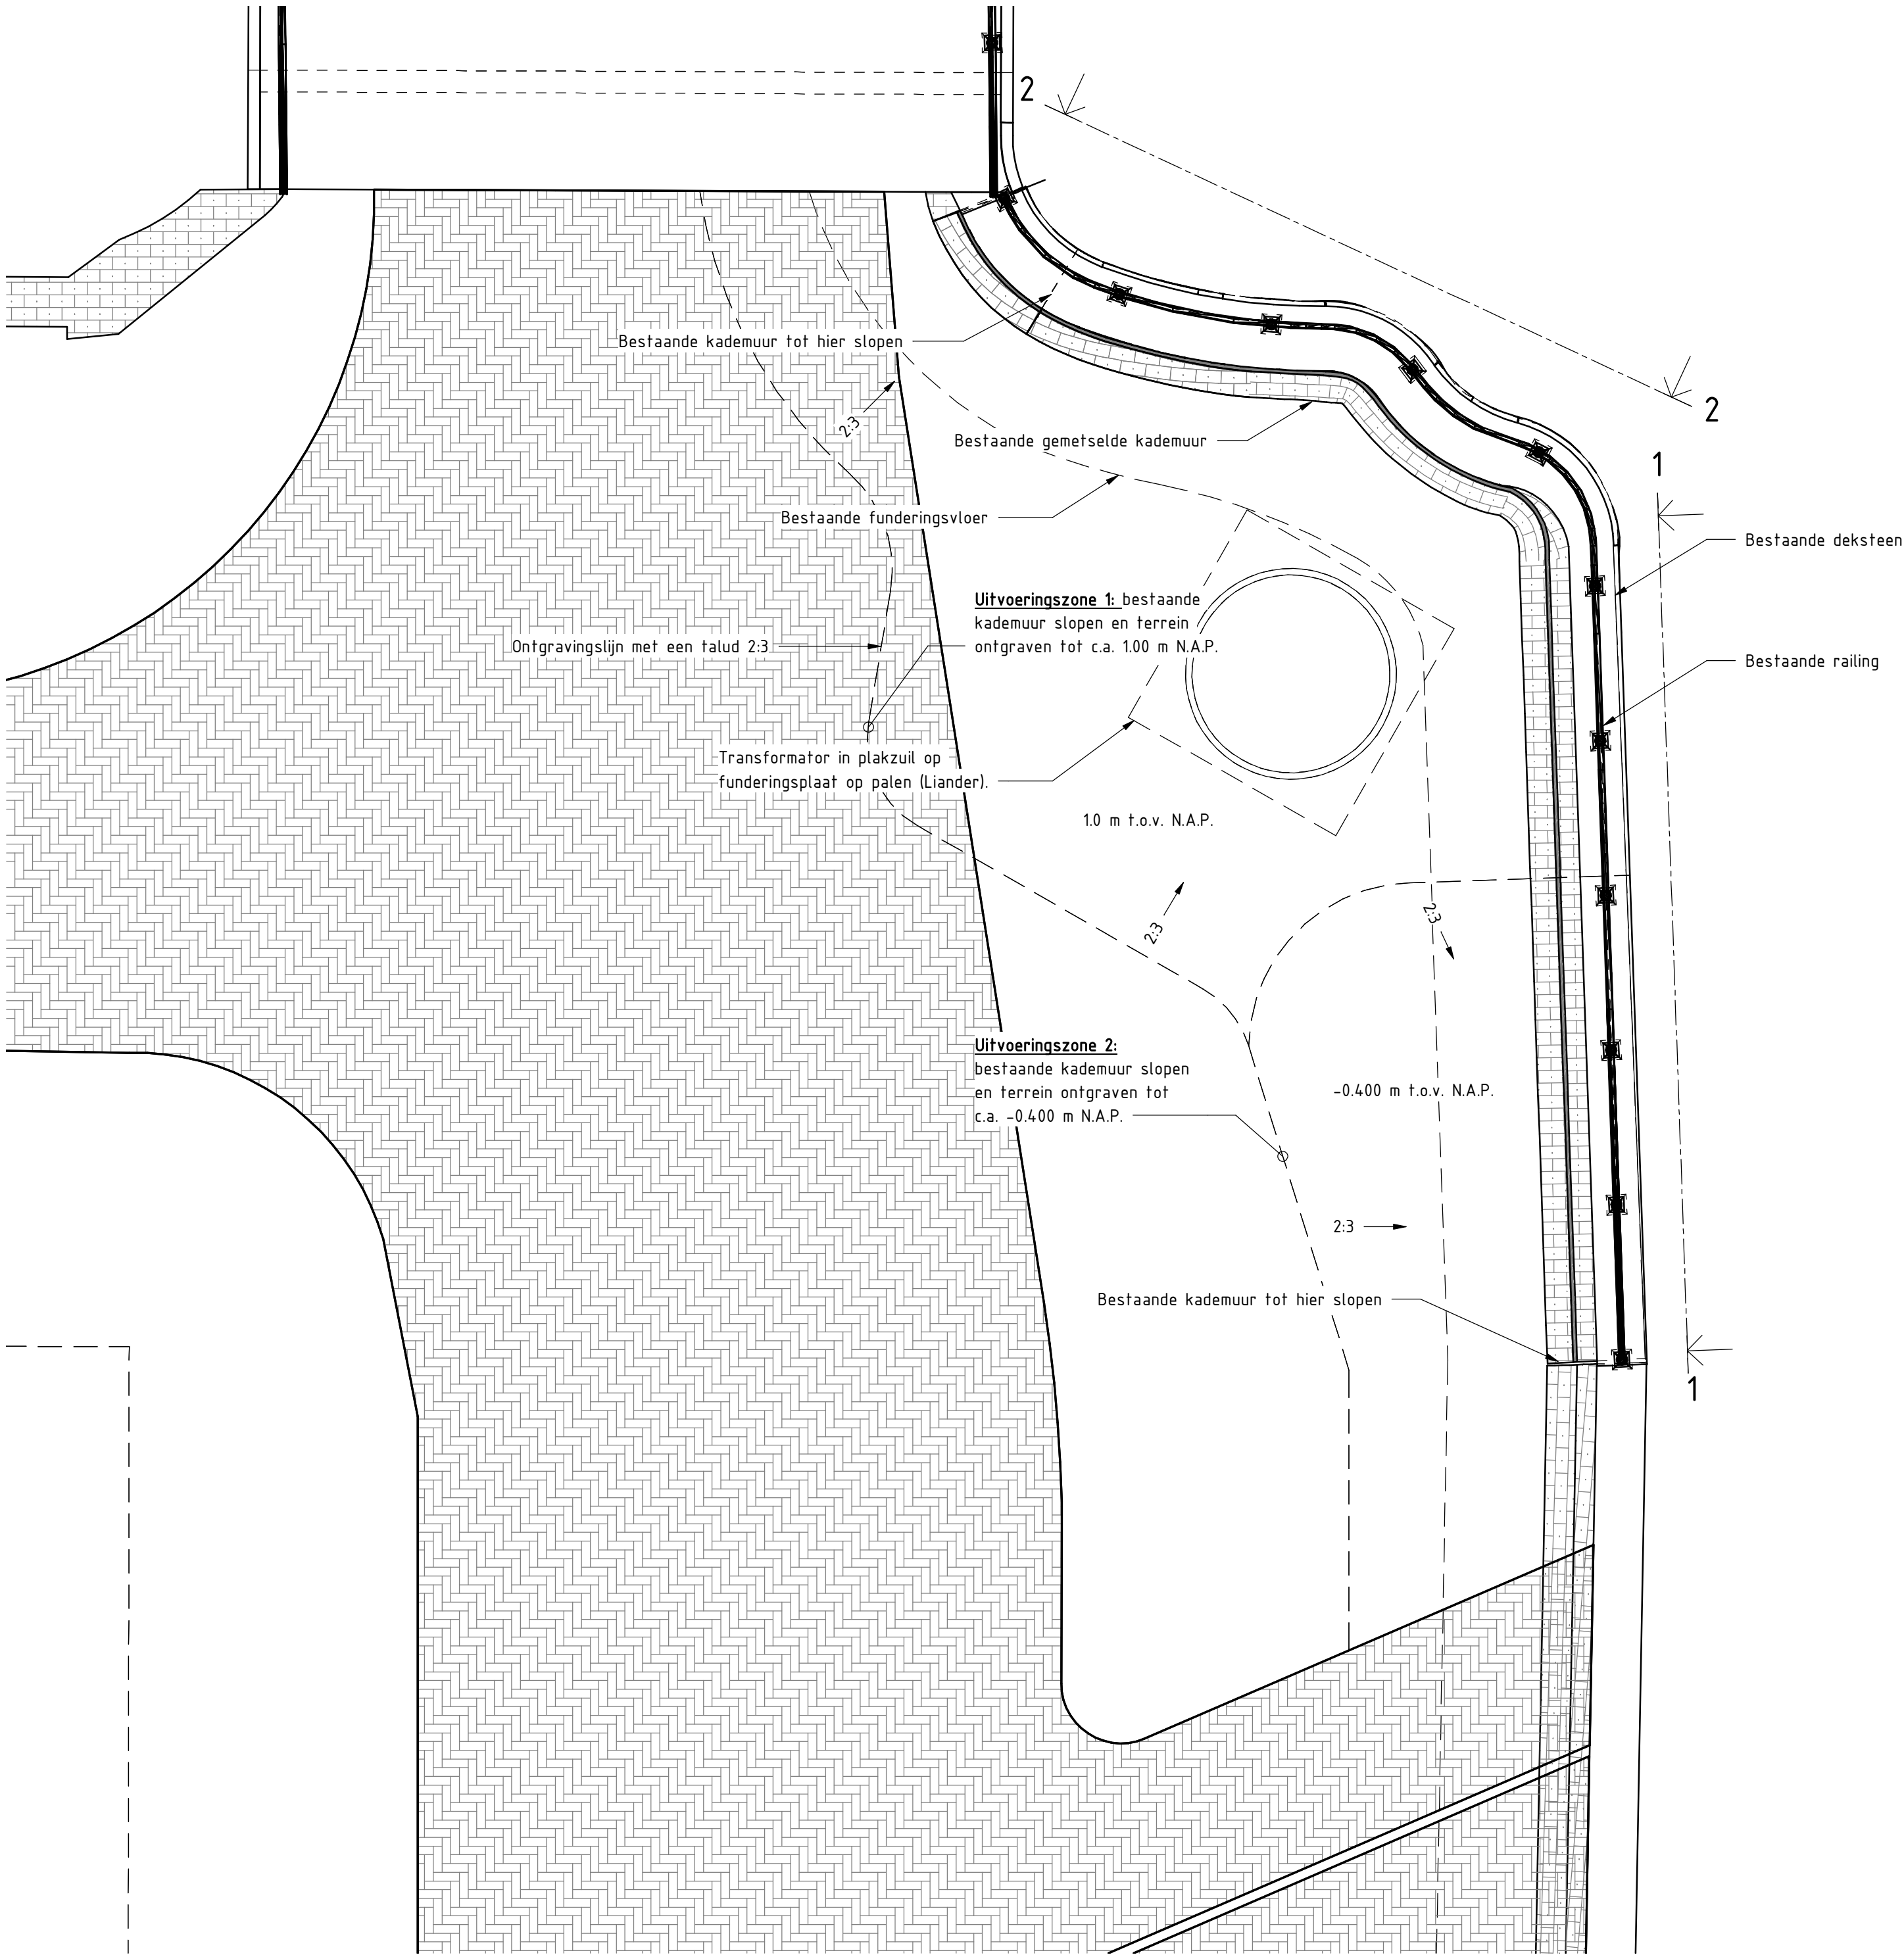 2
2
Bestaande kademuur tot hier slopen
2:3
Bestaande gemetselde kademuur
1
Bestaande funderingsvloer
Bestaande deksteen
Uitvoeringszone 1: bestaande
kademuur slopen en terrein
ontgraven tot c.a. 1.00 m N.A.P.
Ontgravingslijn met een talud 2:3
Bestaande railing
Transformator in plakzuil op
funderingsplaat op palen (Liander).
1.0 m t.o.v. N.A.P.
2:3
2:3
Uitvoeringszone 2:
bestaande kademuur slopen
en terrein ontgraven tot
c.a. -0.400 m N.A.P.
-0.400 m t.o.v. N.A.P.
2:3
Bestaande kademuur tot hier slopen
1